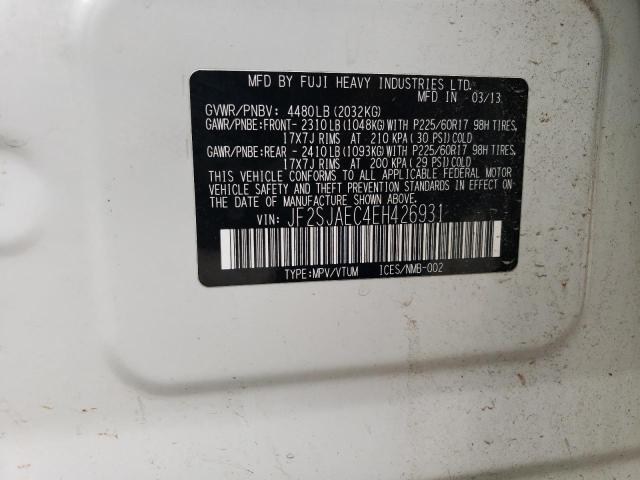 MFD BY FUJI HEAVY INDUSTRIES LTD.
MFD IN 03/13
GVWR/PNBV: 4480LB(2032KG)
GAWR/PNBE:FRONT- 2310LB(1048KG)WITH P225/60R17 98H TIRES,
17X7J RIMS AT 210 KPA(30 PSI)COLD
GAWR/PNBE:REAR - 2410LB(1093KG)WITH P225/60R17 98H TIRES,
17X7J RIMS AT 200 KPA(29 PSI)COLD
THIS VEHICLE CONFORMS TO ALL APPLICABLE FEDERAL MOTOR
VEHICLE SAFETY AND THEFT PREVENTION STANDARDS IN EFFECT ON
THE DATE OF MANUFACTURE SHOWN ABOVE.
VIN: JF2SJAEC4EH426931
TYPE:MPV/VTUM ICES/NMB-002